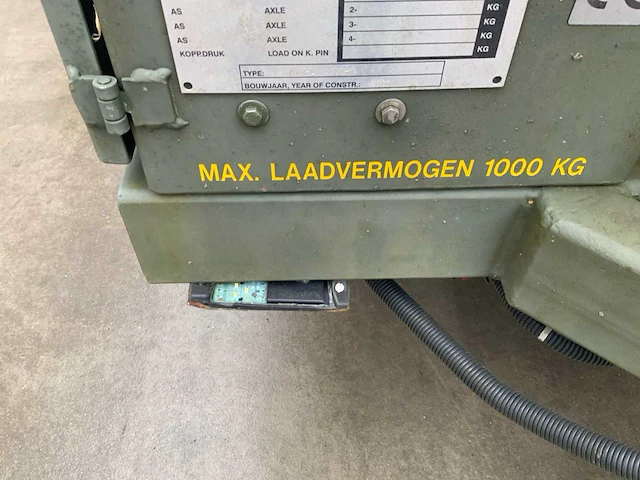 AS AXLE 2- KG
AS AXLE 3- KG
AS AXLE 4- KG
KOPP.DRUK LOAD ON K. PIN KG
TYPE:
BOUWJAAR, YEAR OF CONSTR.:
MAX. LAADVERMOGEN 1000 KG